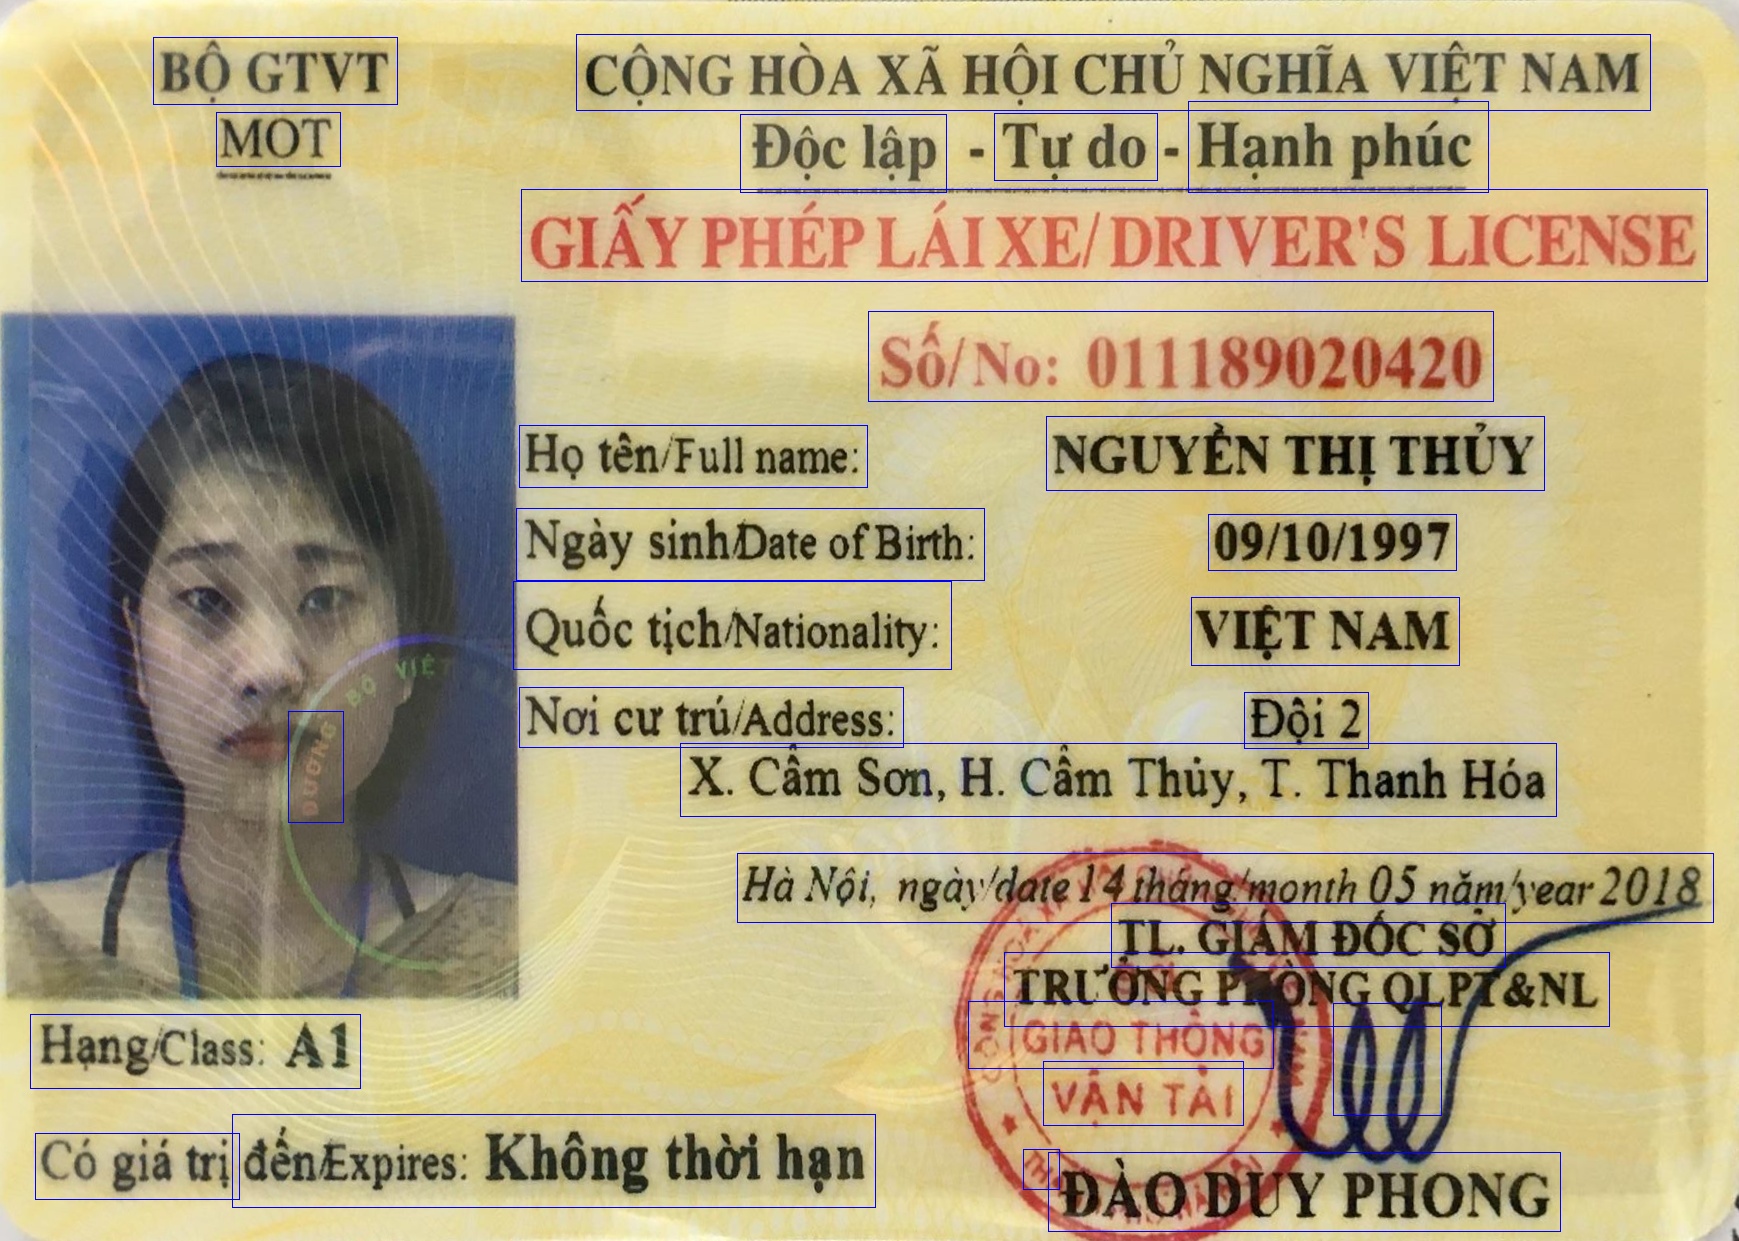 BỘ GTVT
MOT
CỘNG HÒA XÃ HỘI CHỦ NGHĨA VIỆT NAM
Độc lập - Tự do - Hạnh phúc
GIẤY PHÉP LÁI XE/ DRIVER'S LICENSE
Số/No: 011189020420
Họ tên/Full name: NGUYỄN THỊ THỦY
Ngày sinh/Date of Birth: 09/10/1997
Quốc tịch/Nationality: VIỆT NAM
Nơi cư trú/Address: Đội 2
X. Cẩm Sơn, H. Cẩm Thủy, T. Thanh Hóa
Hà Nội, ngày/date 14 tháng/month 05 năm/year 2018
TL. GIÁM ĐỐC SỞ
TRƯỞNG PHÒNG QLPT&NL
GIAO THÔNG
VẬN TẢI
ĐÀO DUY PHONG
Hạng/Class: A1
Có giá trị đến/Expires: Không thời hạn
ĐƯỜNG BỘ VIỆT